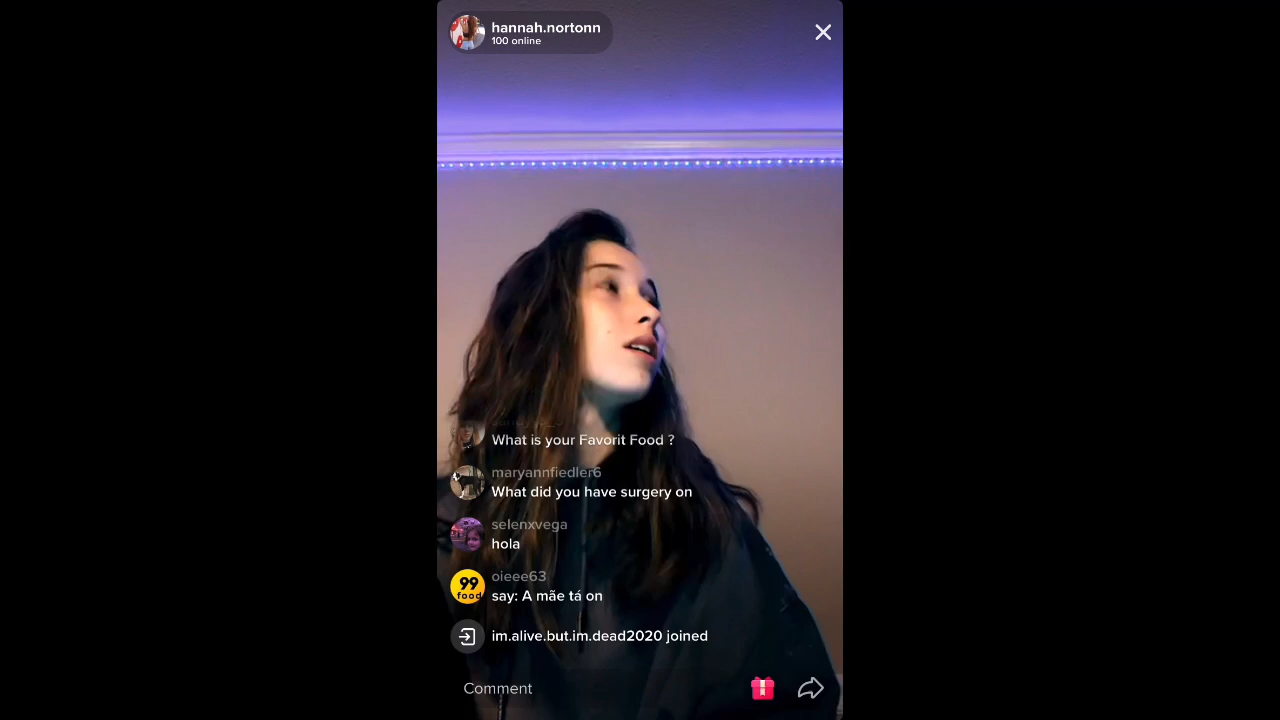 hannah.nortonn
100 online
What is your Favorit Food ?
maryannfiedler6
What did you have surgery on
selenxvega
hola
99
food
oieee63
say: A mãe tá on
im.alive.but.im.dead2020 joined
Comment